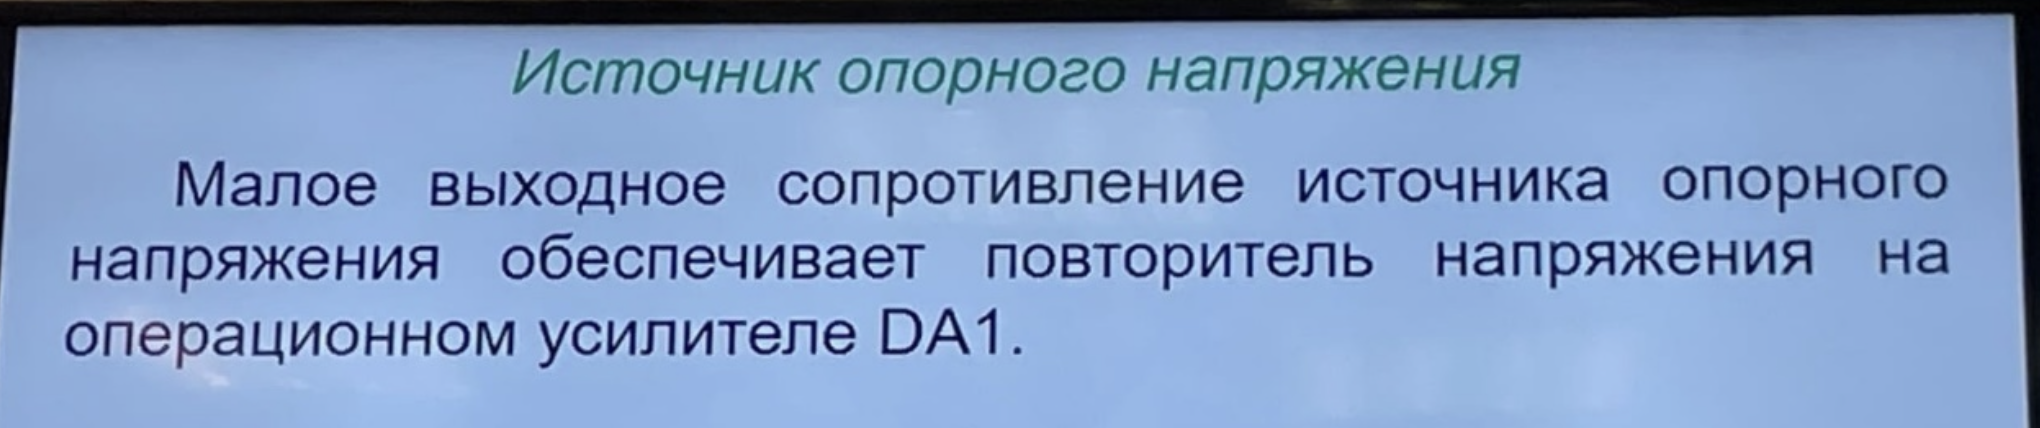 Источник опорного напряжения
Малое выходное сопротивление источника опорного
напряжения обеспечивает повторитель напряжения на
операционном усилителе DA1.